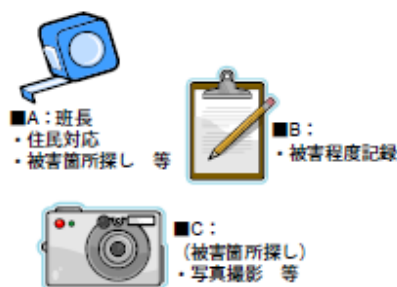 ■A：班長
・住民対応
・被害箇所探し　等
■B：
・被害程度記録
■C：
（被害箇所探し）
・写真撮影　等